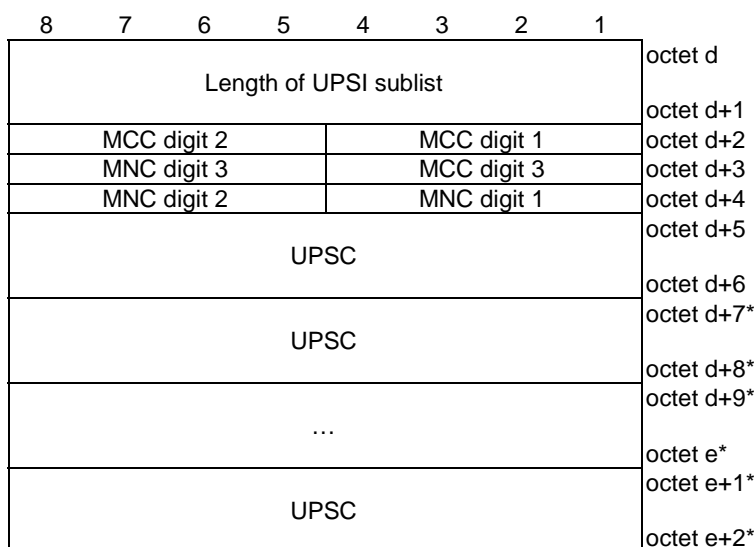 8 7 6 5 4 3 2 1
octet d
Length of UPSI sublist
octet d+1
MCC digit 2 MCC digit 1 octet d+2
MNC digit 3 MCC digit 3 octet d+3
MNC digit 2 MNC digit 1 octet d+4
octet d+5
UPSC
octet d+6
octet d+7*
UPSC
octet d+8*
octet d+9*
…
octet e*
octet e+1*
UPSC
octet e+2*